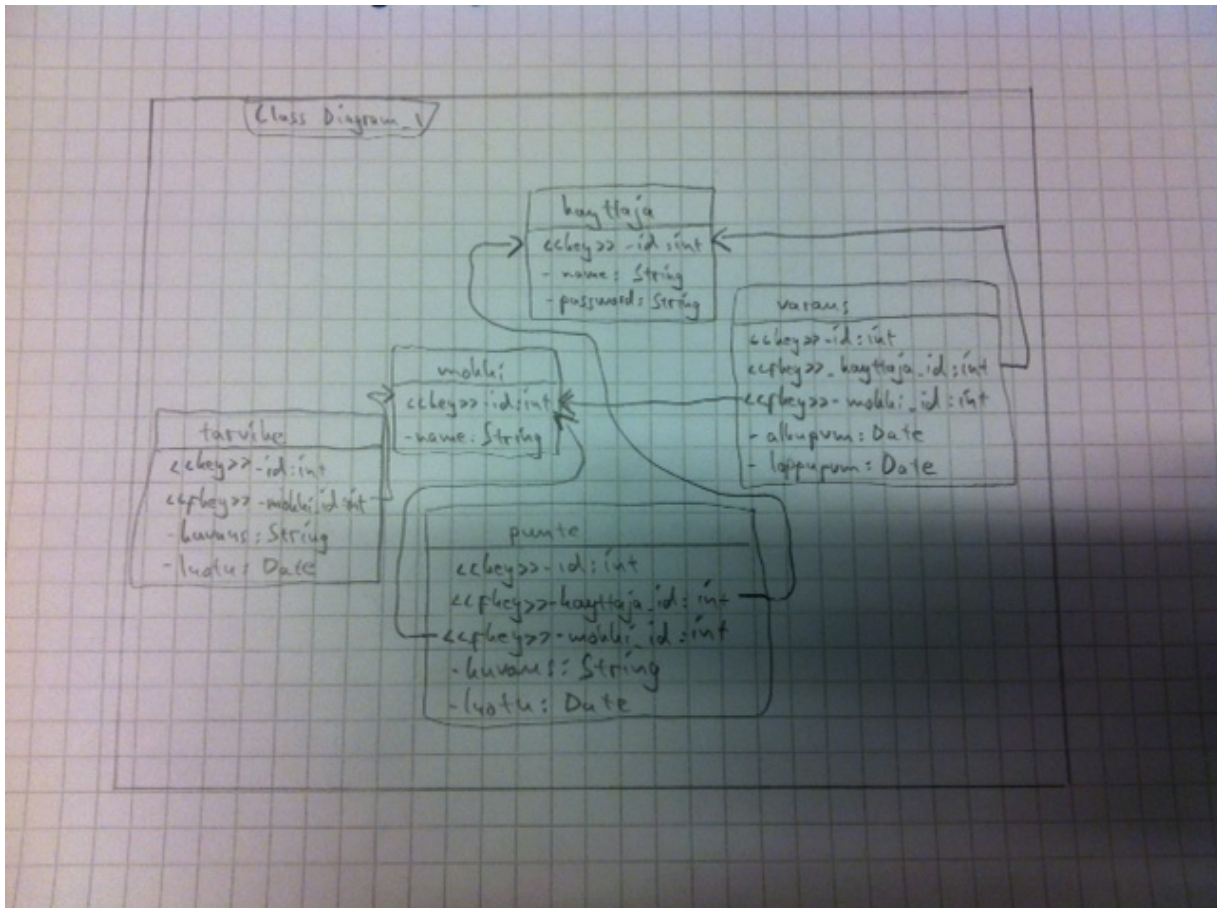 Class Diagram_1
kayttaja
<<key>> -id:int
- name: String
- password: String
varaus
<<key>>-id:int
<<fkey>>_kayttaja_id:int
<<fkey>>-mokki_id:int
- alkupvm: Date
- loppupvm: Date
mokki
<<key>>-id:int
-name:String
tarvike
<<key>>-id:int
<<fkey>>-mokki_id:int
-kuvaus: String
-luotu: Date
puute
<<key>>-id:int
<<fkey>>-kayttaja_id:int
<<fkey>>-mokki_id:int
-kuvaus: String
-luotu: Date